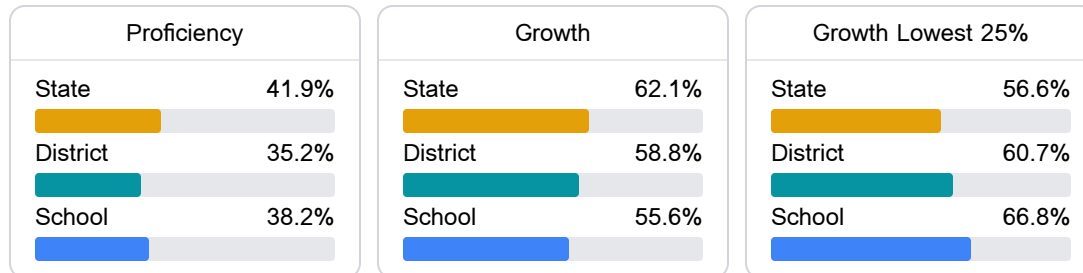 Proficiency
State 41.9%
District 35.2%
School 38.2%
Growth
State 62.1%
District 58.8%
School 55.6%
Growth Lowest 25%
State 56.6%
District 60.7%
School 66.8%